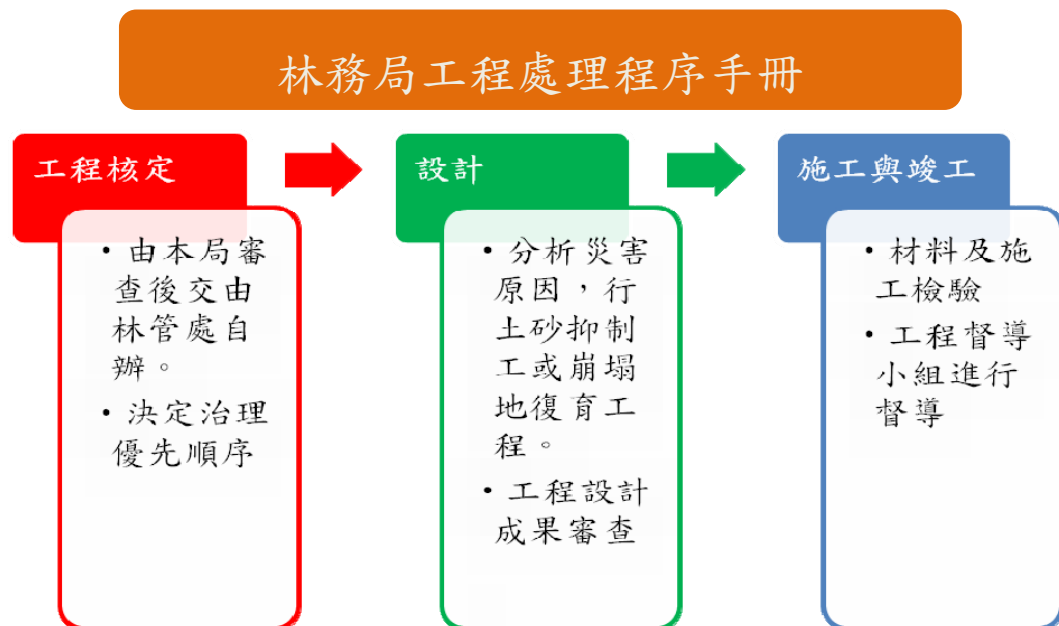 林務局工程處理程序手冊
工程核定
• 由本局審
查後交由
林管處自
辦。
• 決定治理
優先順序
設計
• 分析災害
原因，行
土砂抑制
工或崩塌
地復育工
程。
• 工程設計
成果審查
施工與竣工
• 材料及施
工檢驗
• 工程督導
小組進行
督導